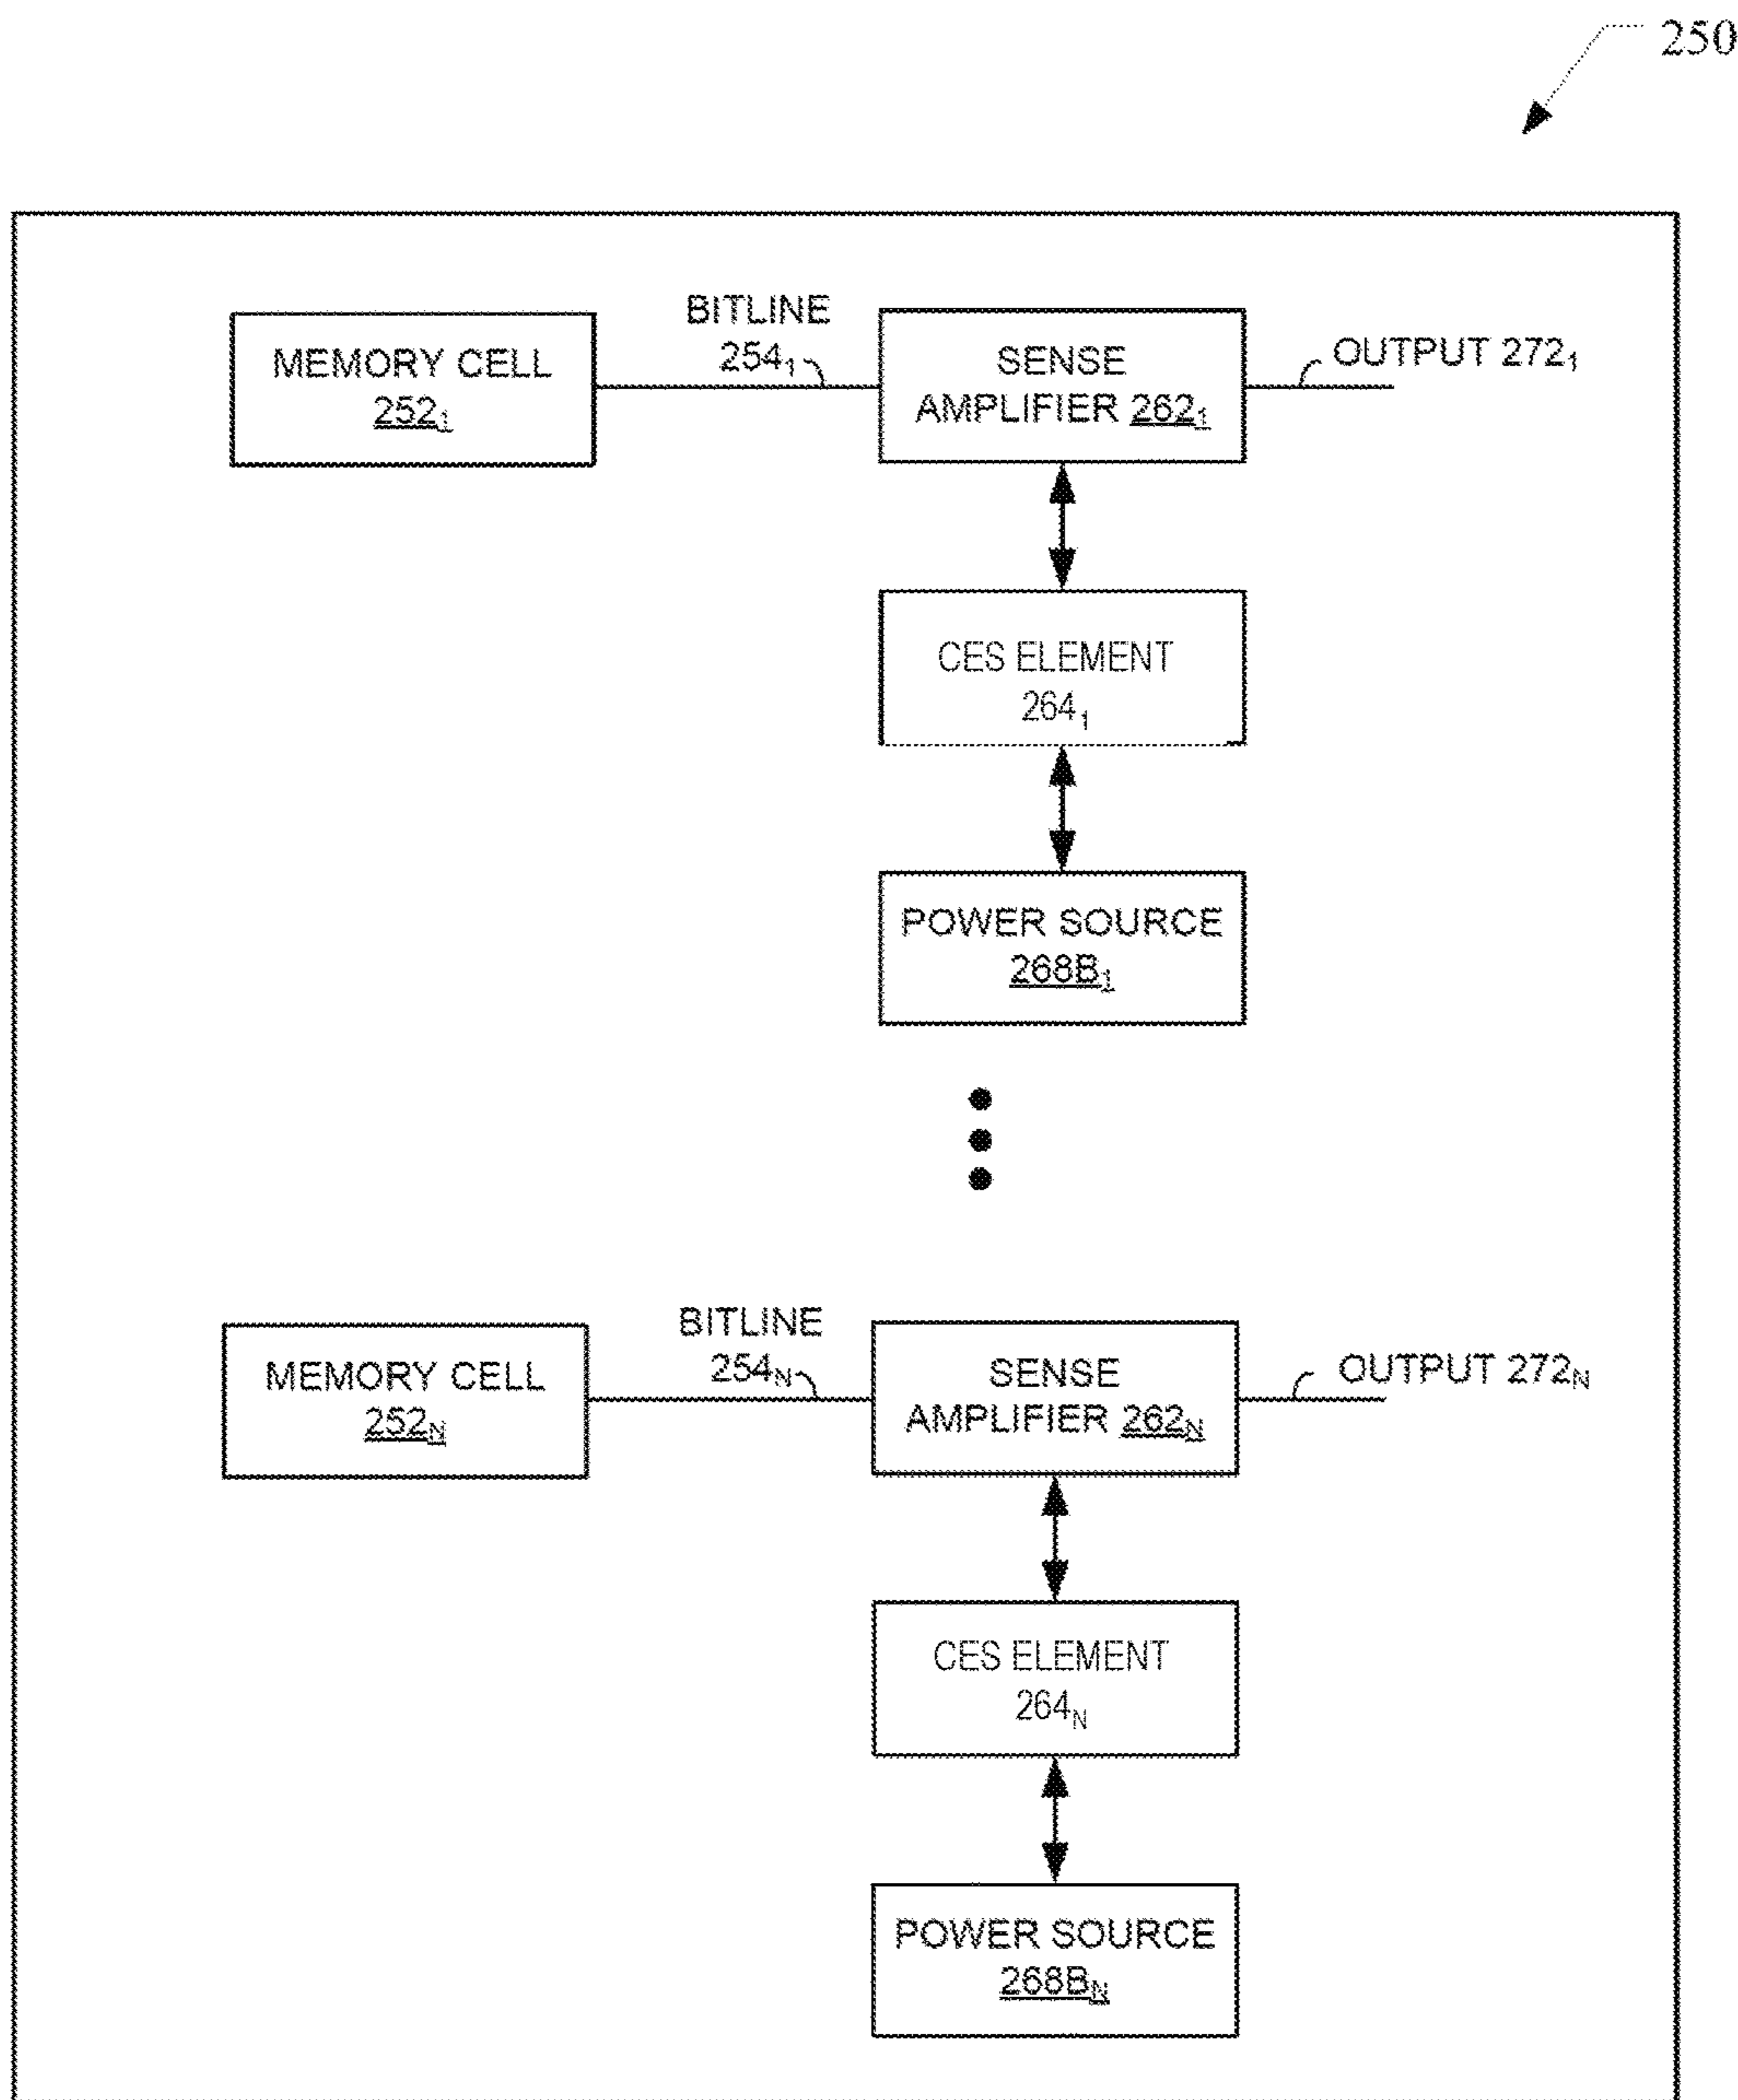 250
BITLINE
254₁
MEMORY CELL
252₁
SENSE
AMPLIFIER 262₁
OUTPUT 272₁
CES ELEMENT
264₁
POWER SOURCE
268B₁
BITLINE
254N
MEMORY CELL
252N
SENSE
AMPLIFIER 262N
OUTPUT 272N
CES ELEMENT
264N
POWER SOURCE
268BN